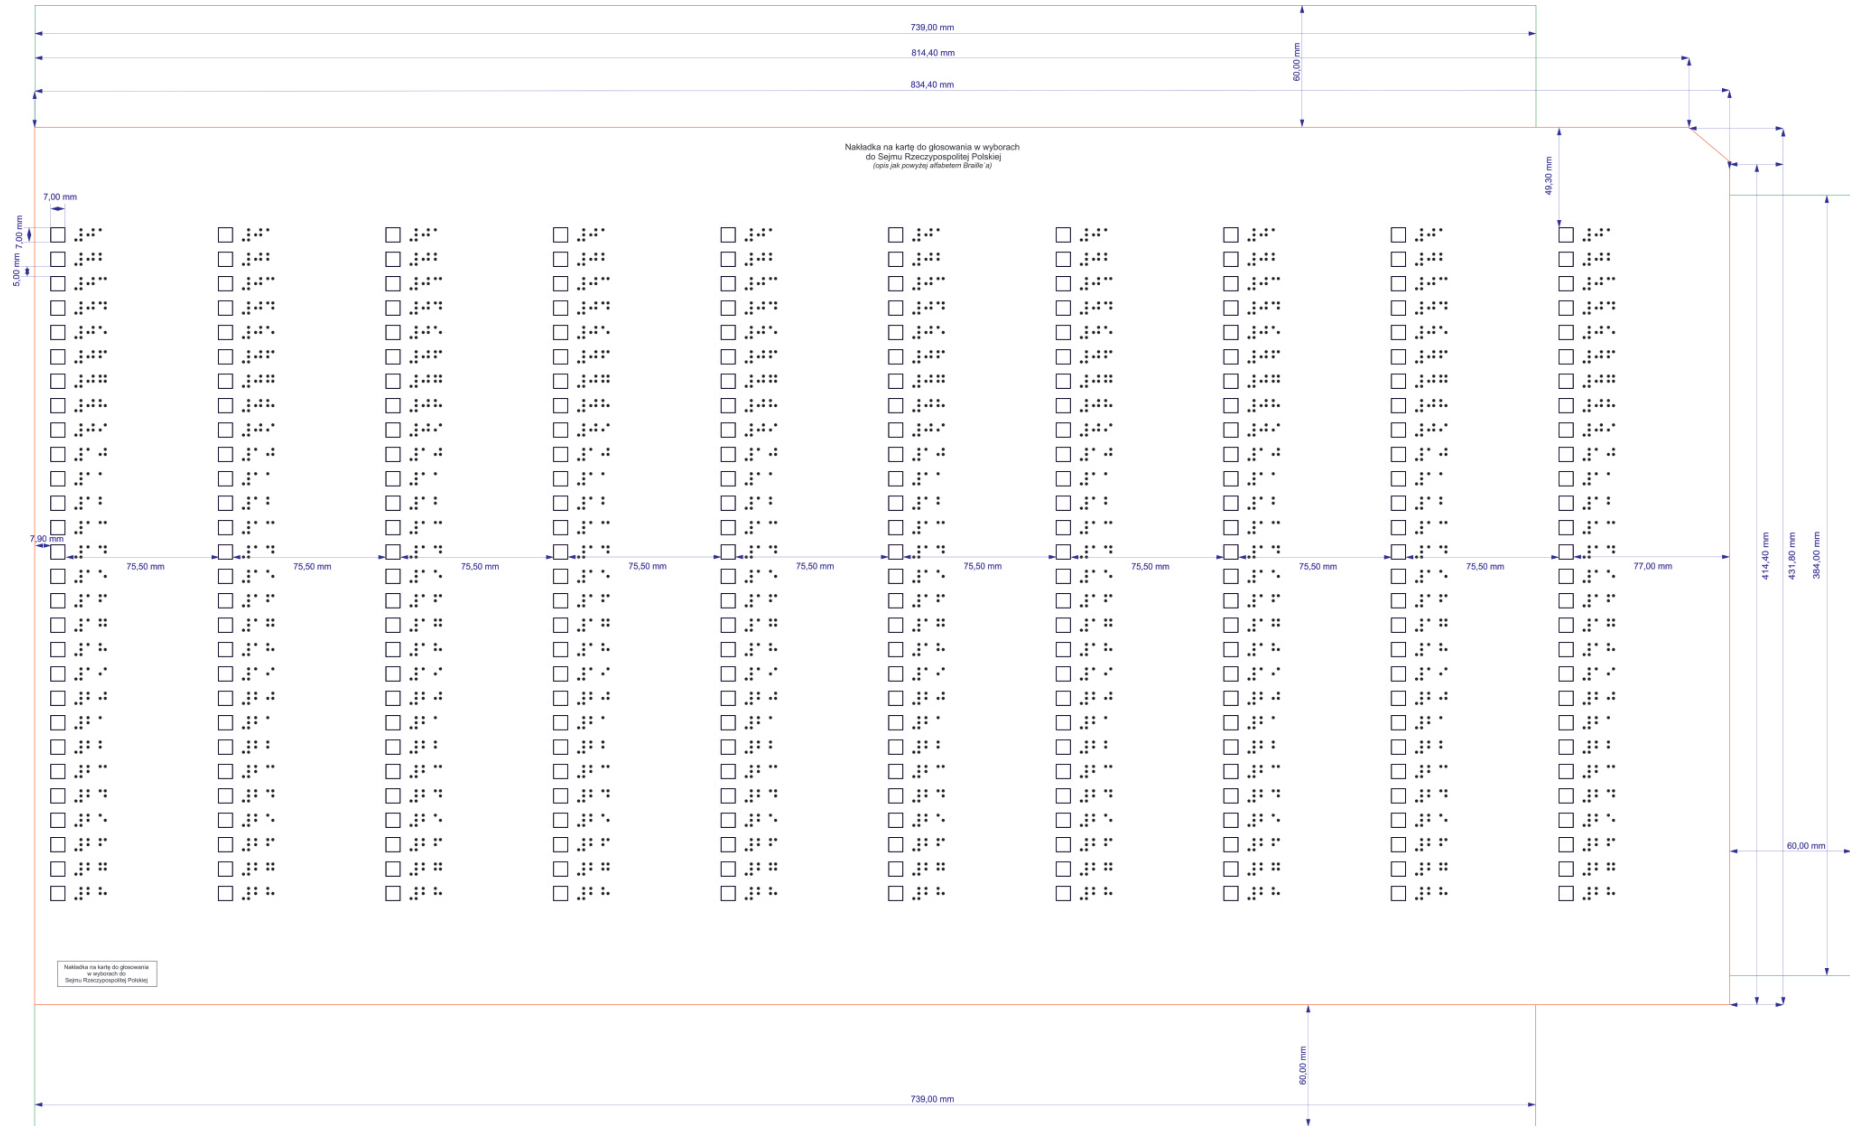 739,00 mm
814,40 mm
834,40 mm
60,00 mm
Nakładka na kartę do głosowania w wyborach
do Sejmu Rzeczypospolitej Polskiej
(opis jak powyżej alfabetem Braille`a)
49,30 mm
7,00 mm
7,00 mm
5,00 mm
7,90 mm
75,50 mm 75,50 mm 75,50 mm 75,50 mm 75,50 mm 75,50 mm 75,50 mm 75,50 mm 75,50 mm 77,00 mm
414,40 mm
431,80 mm
384,00 mm
60,00 mm
Nakładka na kartę do głosowania
w wyborach do
Sejmu Rzeczypospolitej Polskiej
60,00 mm
739,00 mm